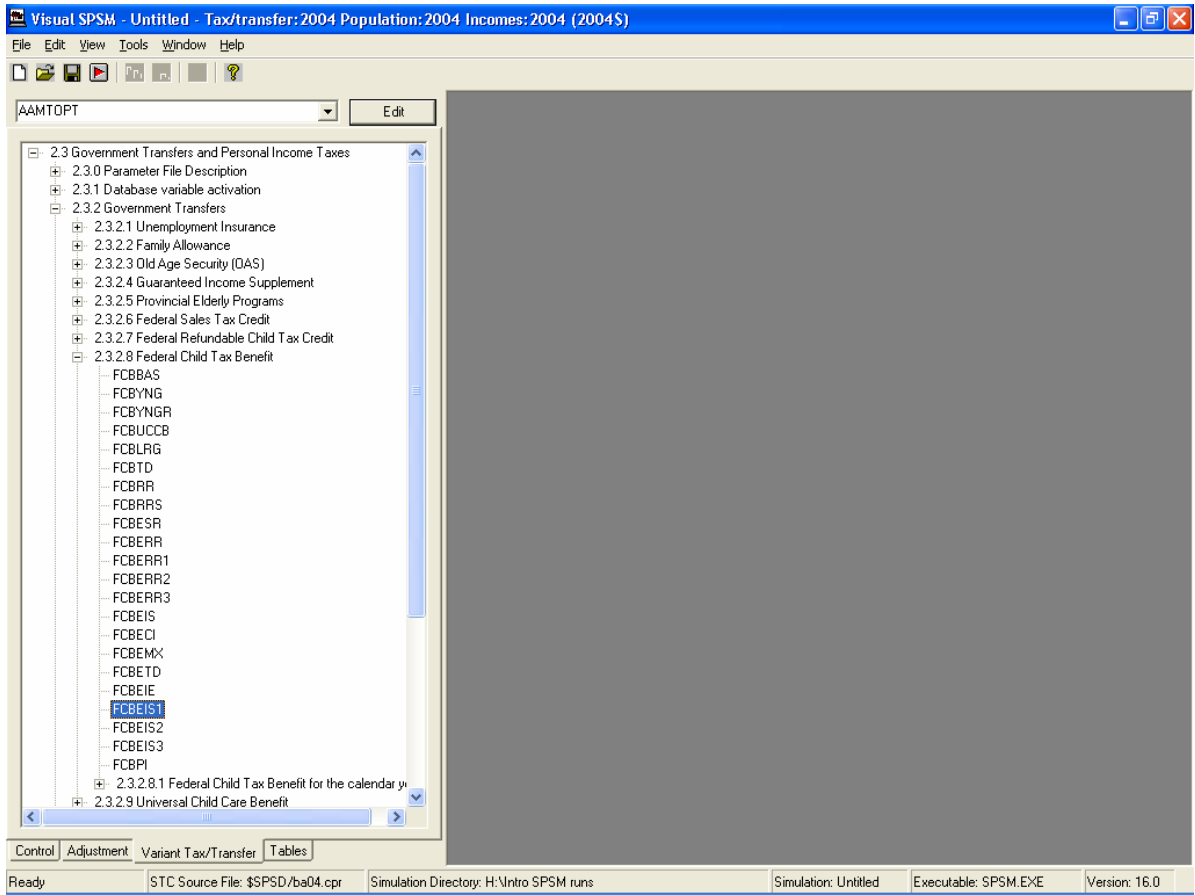 Visual SPSM - Untitled - Tax/transfer:2004 Population:2004 Incomes:2004 (2004$)
File Edit View Tools Window Help
AAMTOPT Edit
2.3 Government Transfers and Personal Income Taxes
2.3.0 Parameter File Description
2.3.1 Database variable activation
2.3.2 Government Transfers
2.3.2.1 Unemployment Insurance
2.3.2.2 Family Allowance
2.3.2.3 Old Age Security (OAS)
2.3.2.4 Guaranteed Income Supplement
2.3.2.5 Provincial Elderly Programs
2.3.2.6 Federal Sales Tax Credit
2.3.2.7 Federal Refundable Child Tax Credit
2.3.2.8 Federal Child Tax Benefit
FCBBAS
FCBYNG
FCBYNGR
FCBUCCB
FCBLRG
FCBTD
FCBRR
FCBRRS
FCBESR
FCBERR
FCBERR1
FCBERR2
FCBERR3
FCBEIS
FCBECI
FCBEMX
FCBETD
FCBEIE
FCBEIS1
FCBEIS2
FCBEIS3
FCBPI
2.3.2.8.1 Federal Child Tax Benefit for the calendar y
2.3.2.9 Universal Child Care Benefit
Control Adjustment Variant Tax/Transfer Tables
Ready STC Source File: $SPSD/ba04.cpr Simulation Directory: H:\Intro SPSM runs Simulation: Untitled Executable: SPSM.EXE Version: 16.0